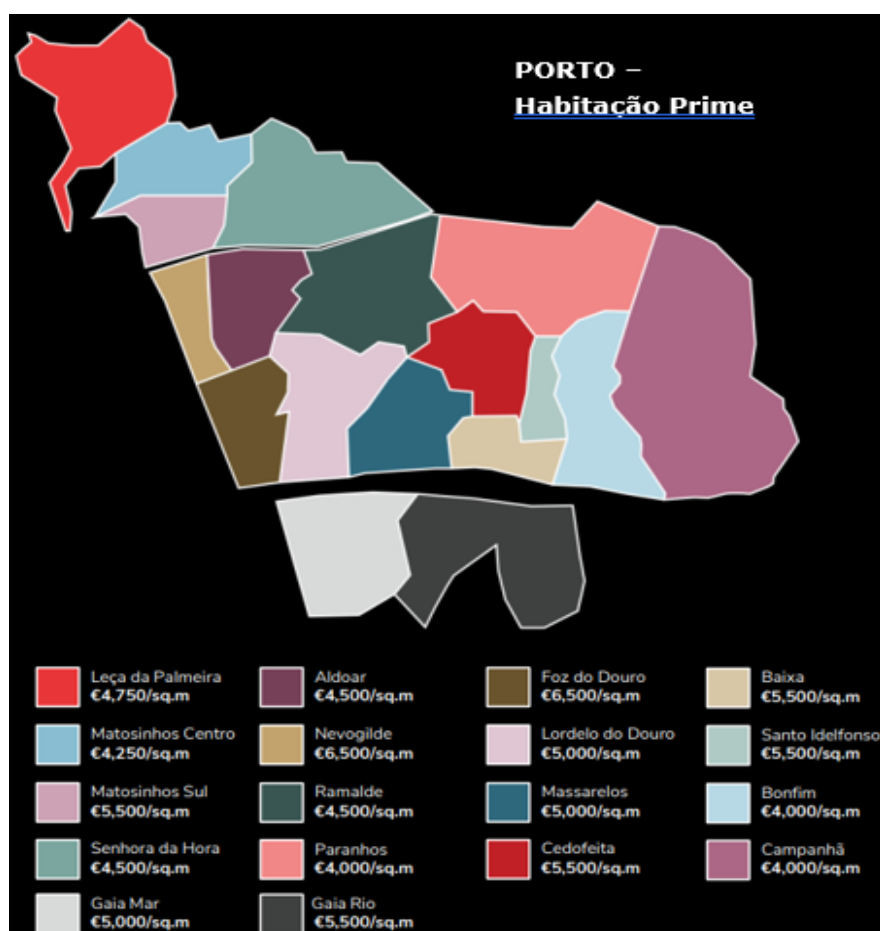 PORTO –
Habitação Prime
Leça da Palmeira
€4,750/sq.m
Aldoar
€4,500/sq.m
Foz do Douro
€6,500/sq.m
Baixa
€5,500/sq.m
Matosinhos Centro
€4,250/sq.m
Nevogilde
€6,500/sq.m
Lordelo do Douro
€5,000/sq.m
Santo Idelfonso
€5,500/sq.m
Matosinhos Sul
€5,500/sq.m
Ramalde
€4,500/sq.m
Massarelos
€5,000/sq.m
Bonfim
€4,000/sq.m
Senhora da Hora
€4,500/sq.m
Paranhos
€4,000/sq.m
Cedofeita
€5,500/sq.m
Campanhã
€4,000/sq.m
Gaia Mar
€5,000/sq.m
Gaia Rio
€5,500/sq.m